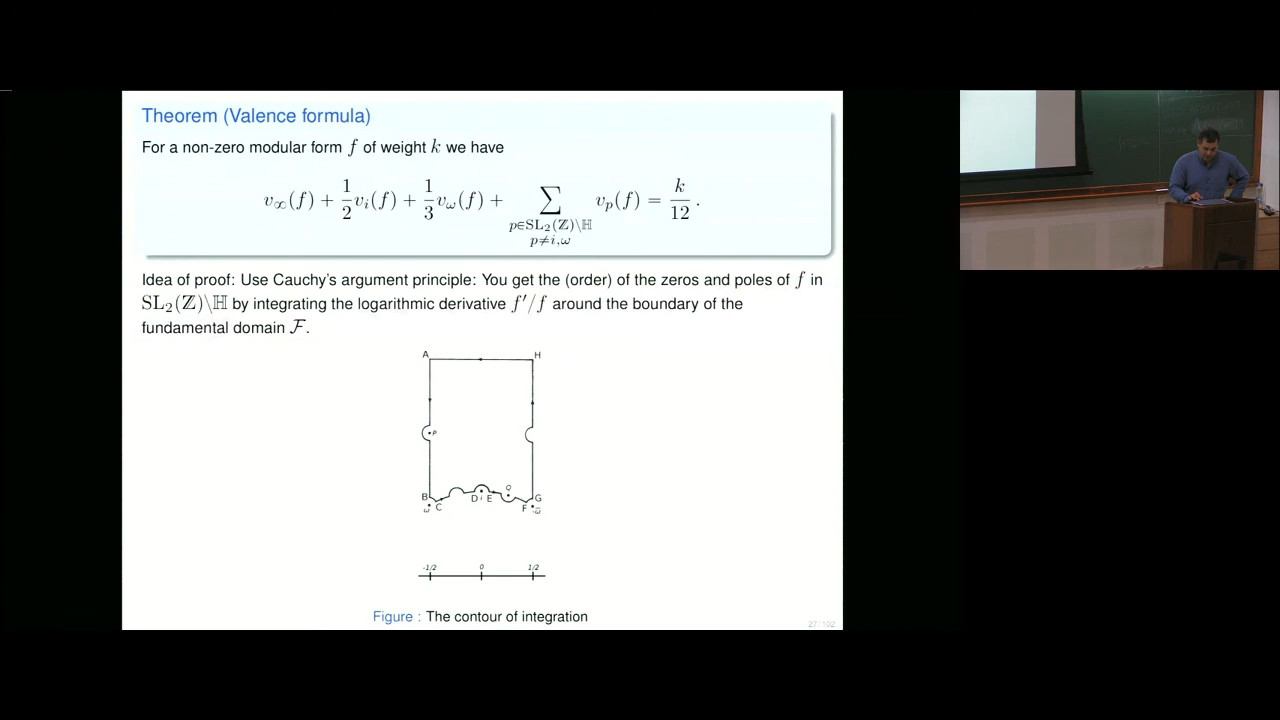 Theorem (Valence formula)
For a non-zero modular form f of weight k we have
v∞(f) + 1/2 vᵢ(f) + 1/3 v_ω(f) + ∑_{p∈SL₂(ℤ)\ℍ, p≠i,ω} v_p(f) = k/12 .
Idea of proof: Use Cauchy's argument principle: You get the (order) of the zeros and poles of f in
SL₂(ℤ)\ℍ by integrating the logarithmic derivative f′/f around the boundary of the
fundamental domain ℱ.
A H
P
Q
B D i E G
ω C F
-1/2 0 1/2
Figure : The contour of integration
27 / 102